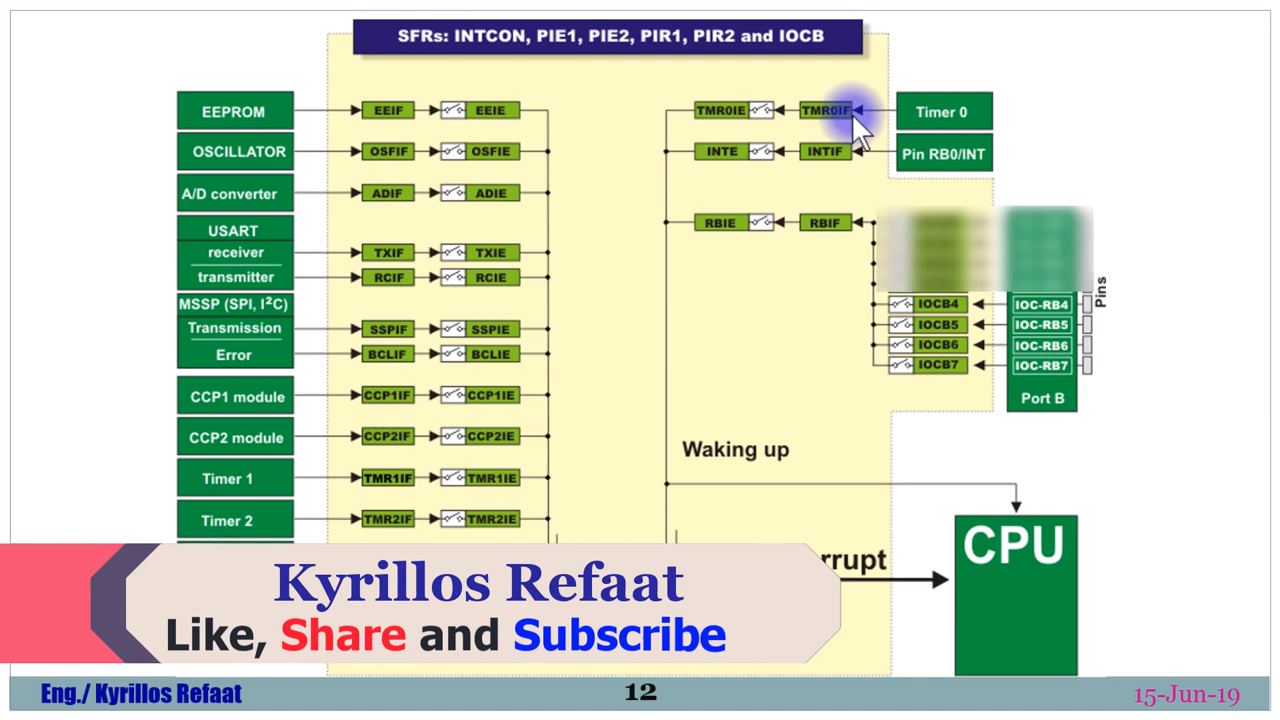 SFRs: INTCON, PIE1, PIE2, PIR1, PIR2 and IOCB
EEPROM EEIF EEIE
OSCILLATOR OSFIF OSFIE
A/D converter ADIF ADIE
USART
receiver TXIF TXIE
transmitter RCIF RCIE
MSSP (SPI, I²C)
Transmission SSPIF SSPIE
Error BCLIF BCLIE
CCP1 module CCP1IF CCP1IE
CCP2 module CCP2IF CCP2IE
Timer 1 TMR1IF TMR1IE
Timer 2 TMR2IF TMR2IE
TMR0IE TMR0IF Timer 0
INTE INTIF Pin RB0/INT
RBIE RBIF
IOCB4 IOC-RB4
IOCB5 IOC-RB5
IOCB6 IOC-RB6
IOCB7 IOC-RB7
Port B
Pins
Waking up
CPU
rrupt
Kyrillos Refaat
Like, Share and Subscribe
Eng./ Kyrillos Refaat 12 15-Jun-19